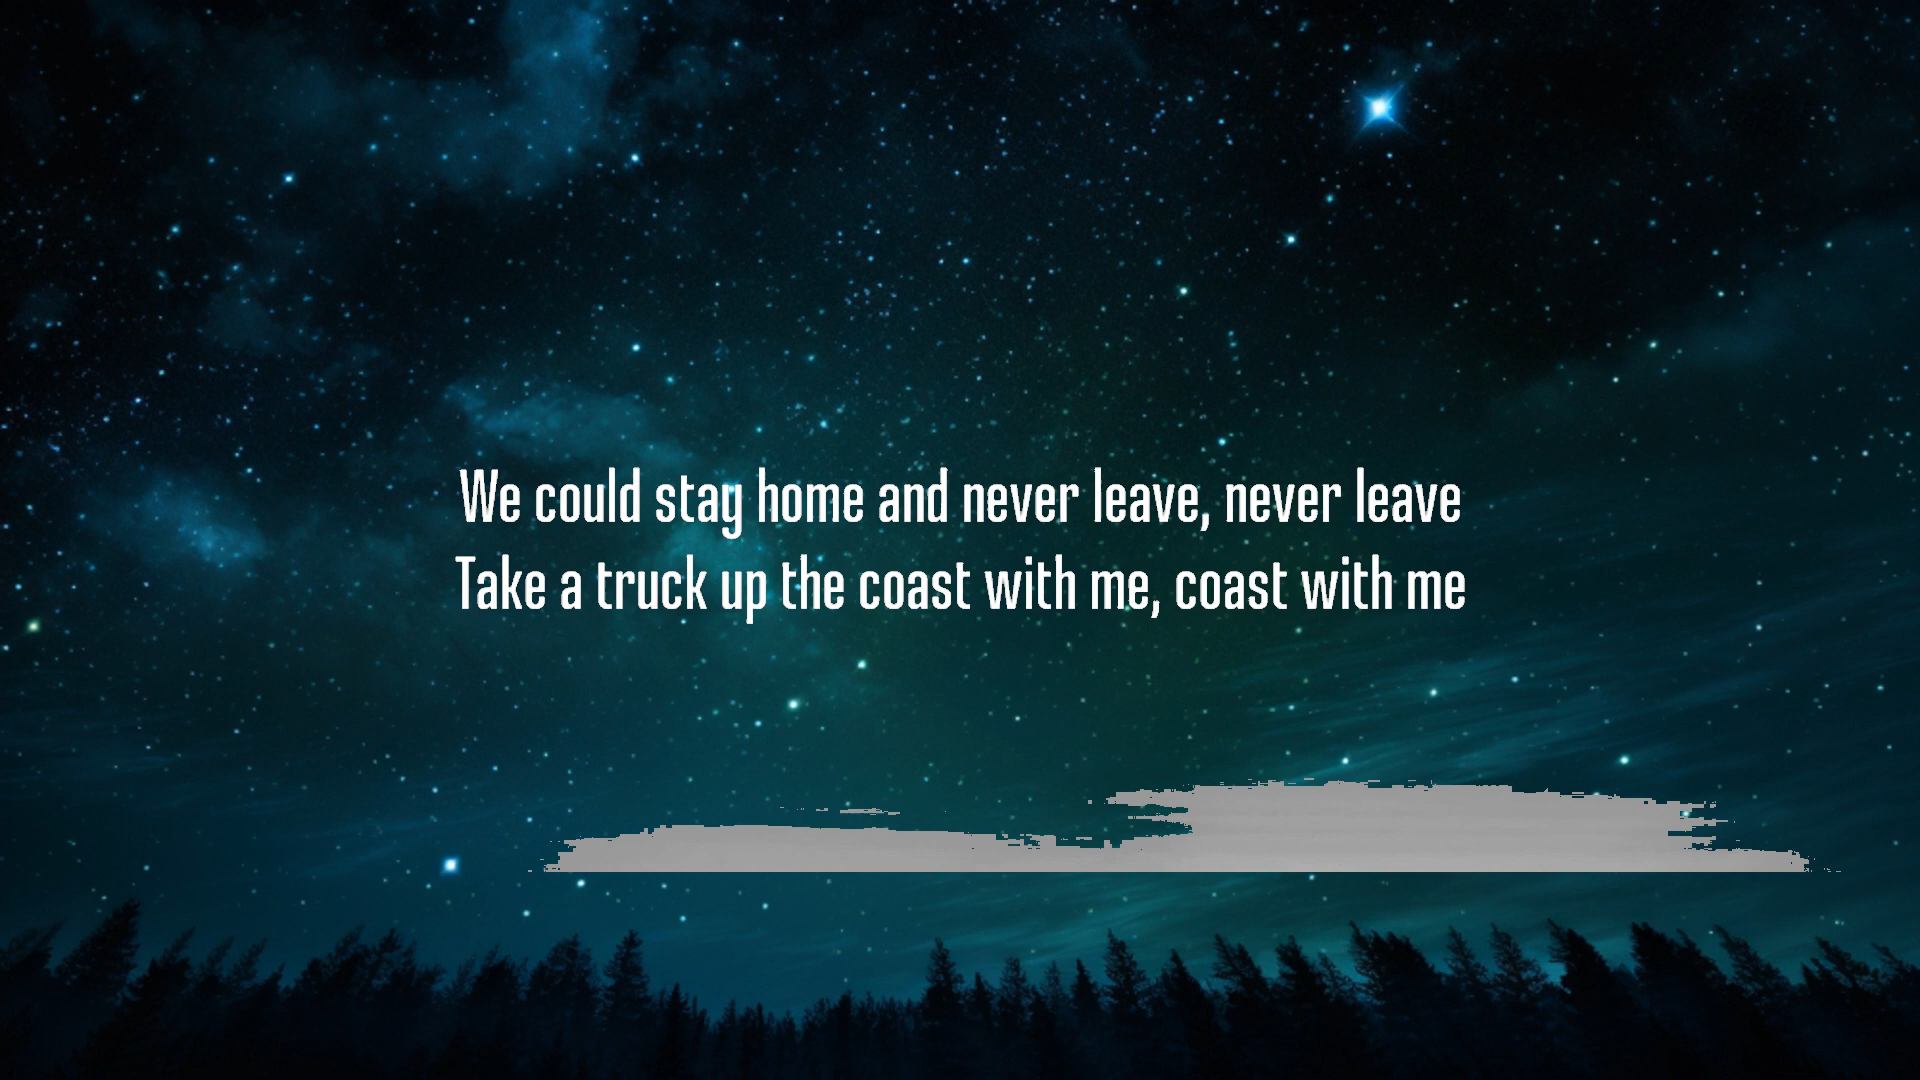 We could stay home and never leave, never leave
Take a truck up the coast with me, coast with me